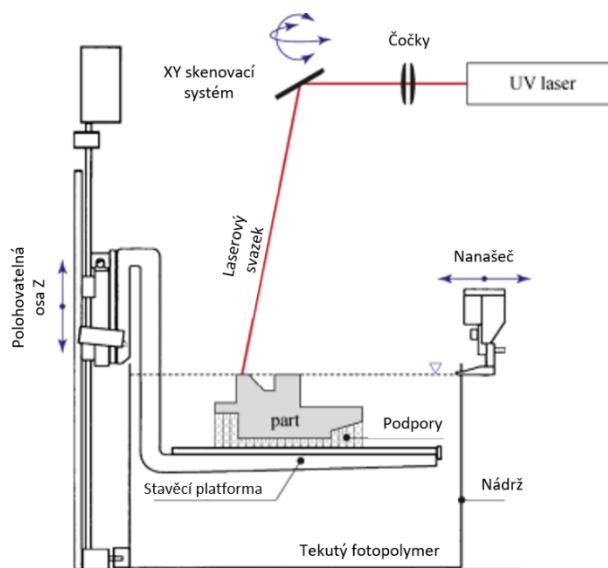 Čočky
XY skenovací
systém
UV laser
Laserový
svazek
Nanašeč
Polohovatelná
osa Z
part
Podpory
Stavěcí platforma
Nádrž
Tekutý fotopolymer